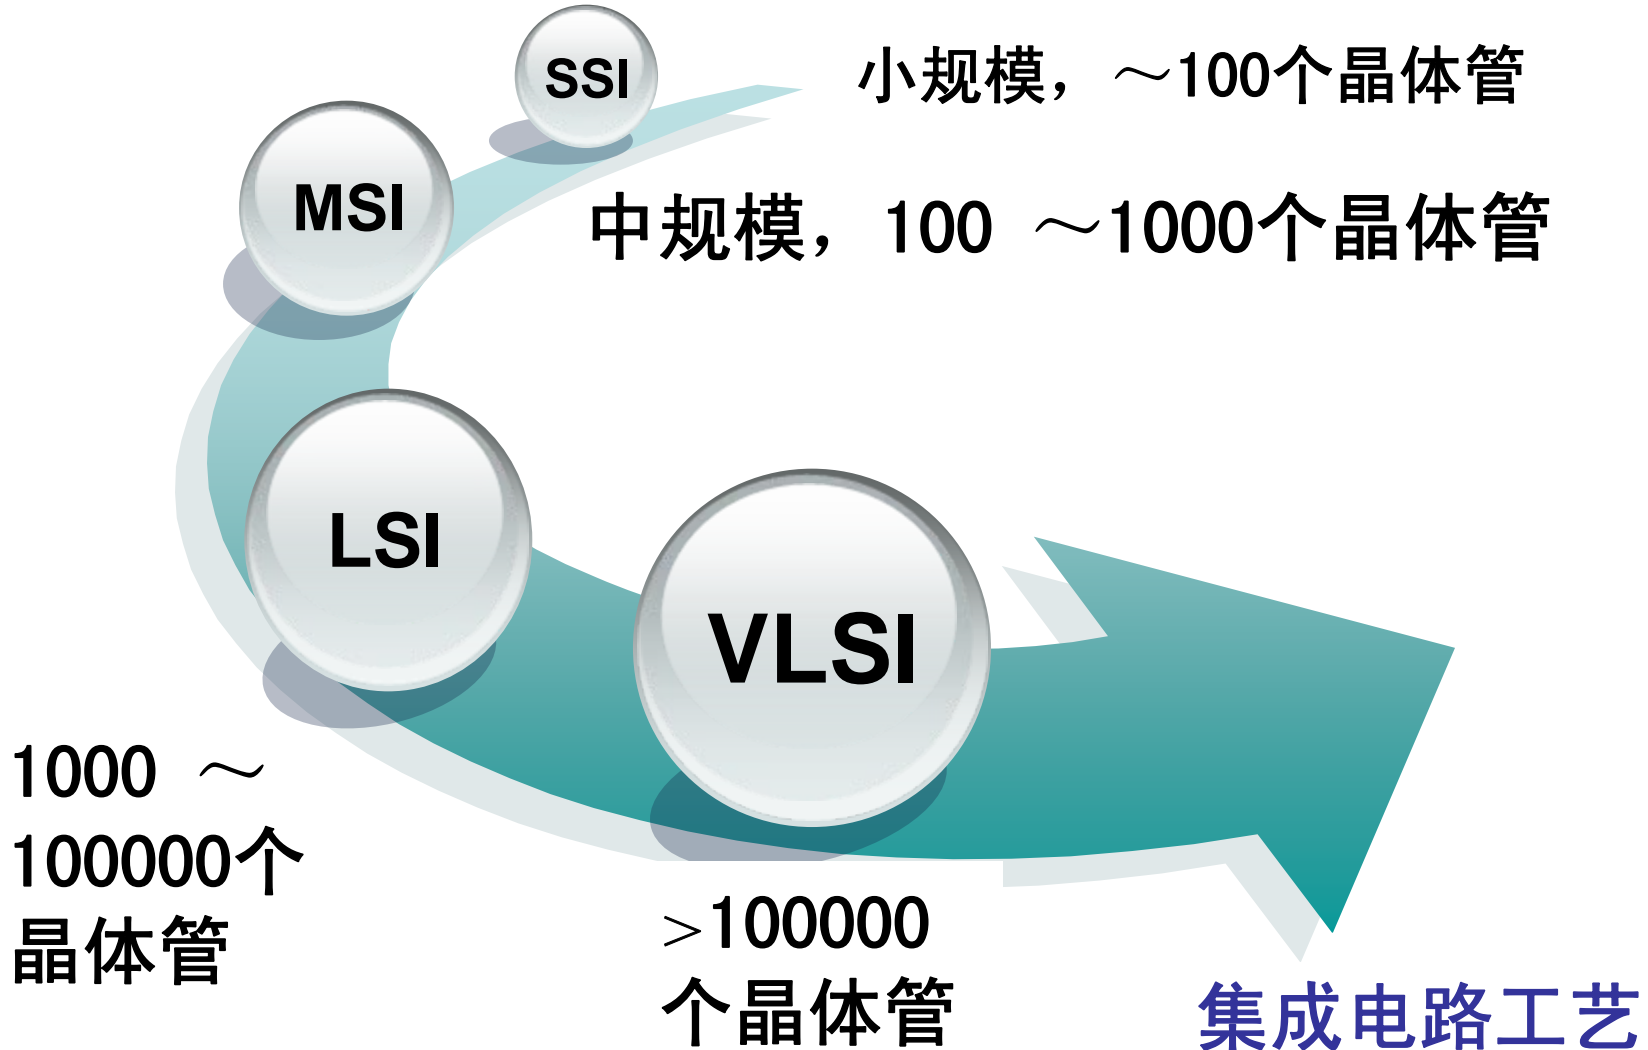 SSI
小规模，～100个晶体管
MSI
中规模，100 ～1000个晶体管
LSI
VLSI
1000 ～
100000个
晶体管
>100000
个晶体管
集成电路工艺